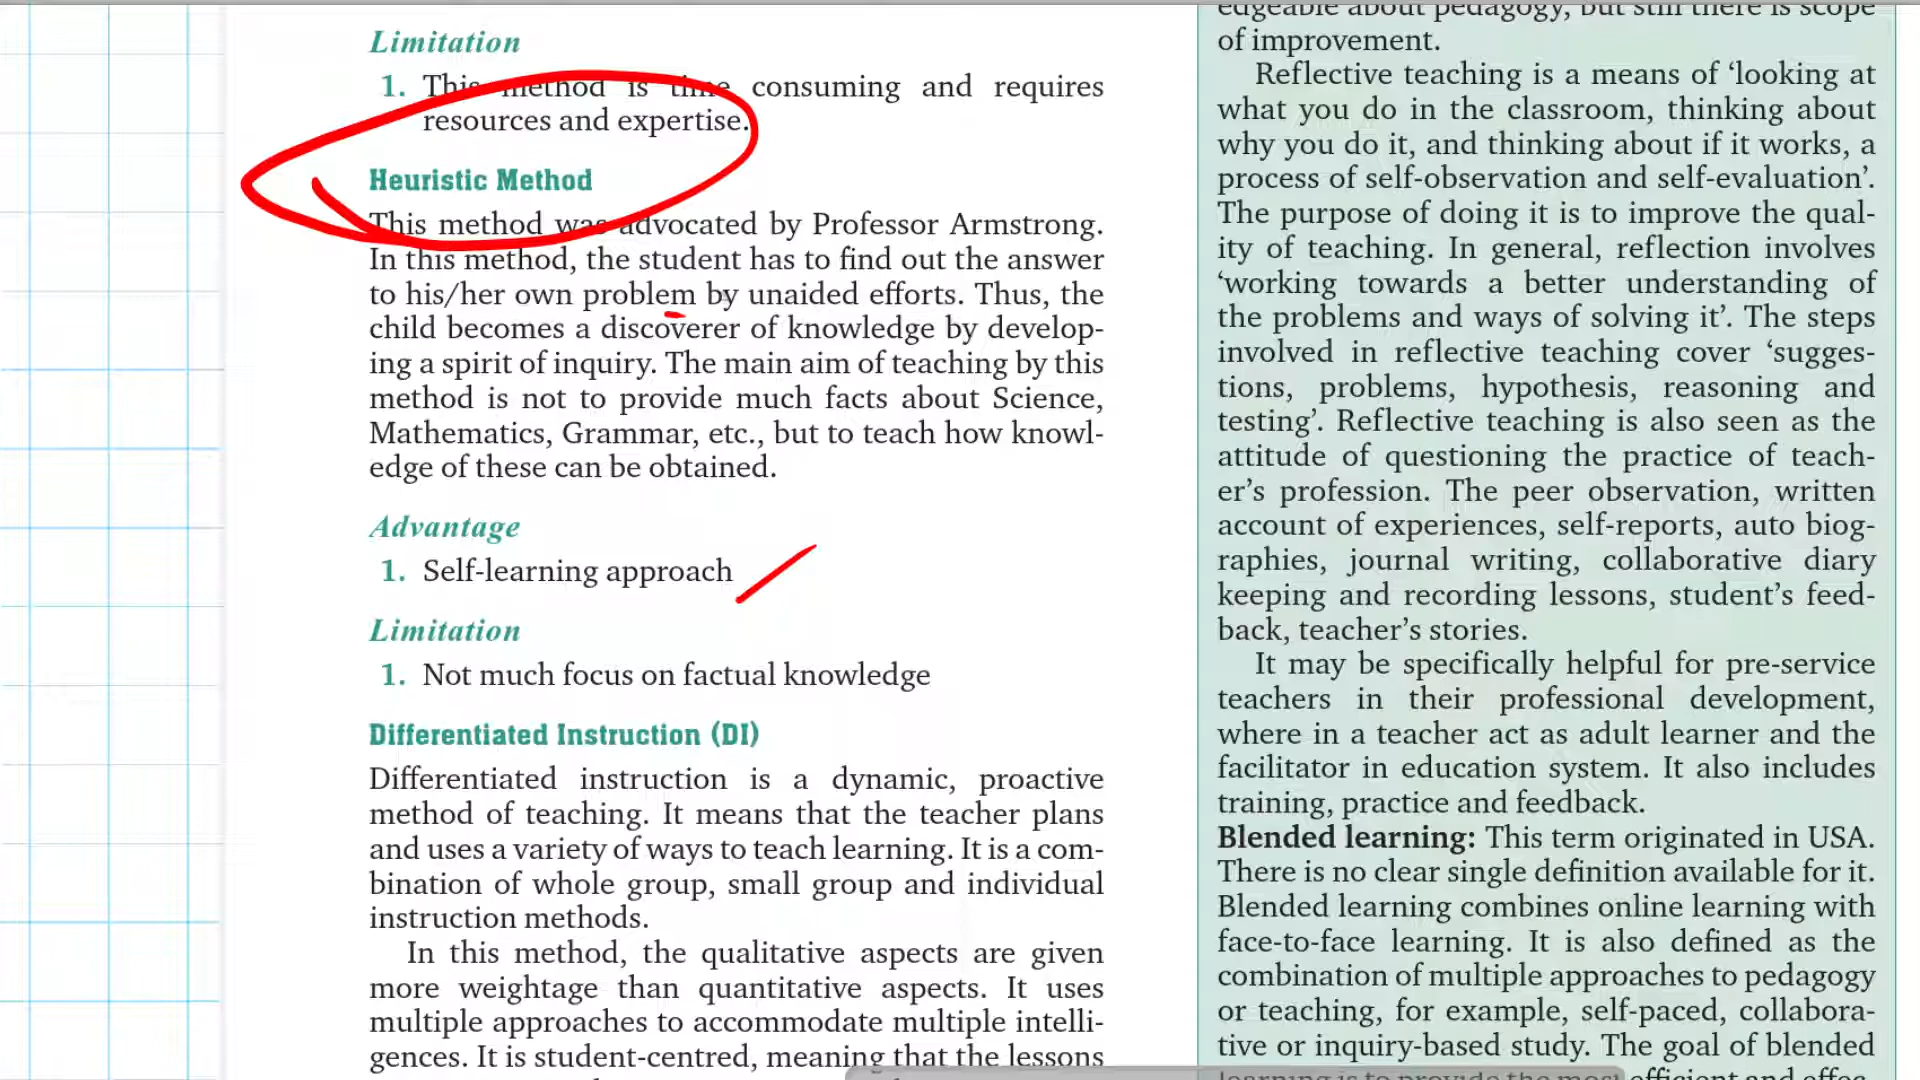 Limitation
1. This method is time consuming and requires
resources and expertise.
Heuristic Method
This method was advocated by Professor Armstrong.
In this method, the student has to find out the answer
to his/her own problem by unaided efforts. Thus, the
child becomes a discoverer of knowledge by develop-
ing a spirit of inquiry. The main aim of teaching by this
method is not to provide much facts about Science,
Mathematics, Grammar, etc., but to teach how knowl-
edge of these can be obtained.
Advantage
1. Self-learning approach
Limitation
1. Not much focus on factual knowledge
Differentiated Instruction (DI)
Differentiated instruction is a dynamic, proactive
method of teaching. It means that the teacher plans
and uses a variety of ways to teach learning. It is a com-
bination of whole group, small group and individual
instruction methods.
In this method, the qualitative aspects are given
more weightage than quantitative aspects. It uses
multiple approaches to accommodate multiple intelli-
gences. It is student-centred, meaning that the lessons
edgeable about pedagogy, but still there is scope
of improvement.
Reflective teaching is a means of ‘looking at
what you do in the classroom, thinking about
why you do it, and thinking about if it works, a
process of self-observation and self-evaluation’.
The purpose of doing it is to improve the qual-
ity of teaching. In general, reflection involves
‘working towards a better understanding of
the problems and ways of solving it’. The steps
involved in reflective teaching cover ‘sugges-
tions, problems, hypothesis, reasoning and
testing’. Reflective teaching is also seen as the
attitude of questioning the practice of teach-
er’s profession. The peer observation, written
account of experiences, self-reports, auto biog-
raphies, journal writing, collaborative diary
keeping and recording lessons, student’s feed-
back, teacher’s stories.
It may be specifically helpful for pre-service
teachers in their professional development,
where in a teacher act as adult learner and the
facilitator in education system. It also includes
training, practice and feedback.
Blended learning: This term originated in USA.
There is no clear single definition available for it.
Blended learning combines online learning with
face-to-face learning. It is also defined as the
combination of multiple approaches to pedagogy
or teaching, for example, self-paced, collabora-
tive or inquiry-based study. The goal of blended
learning is to provide the most efficient and effec-